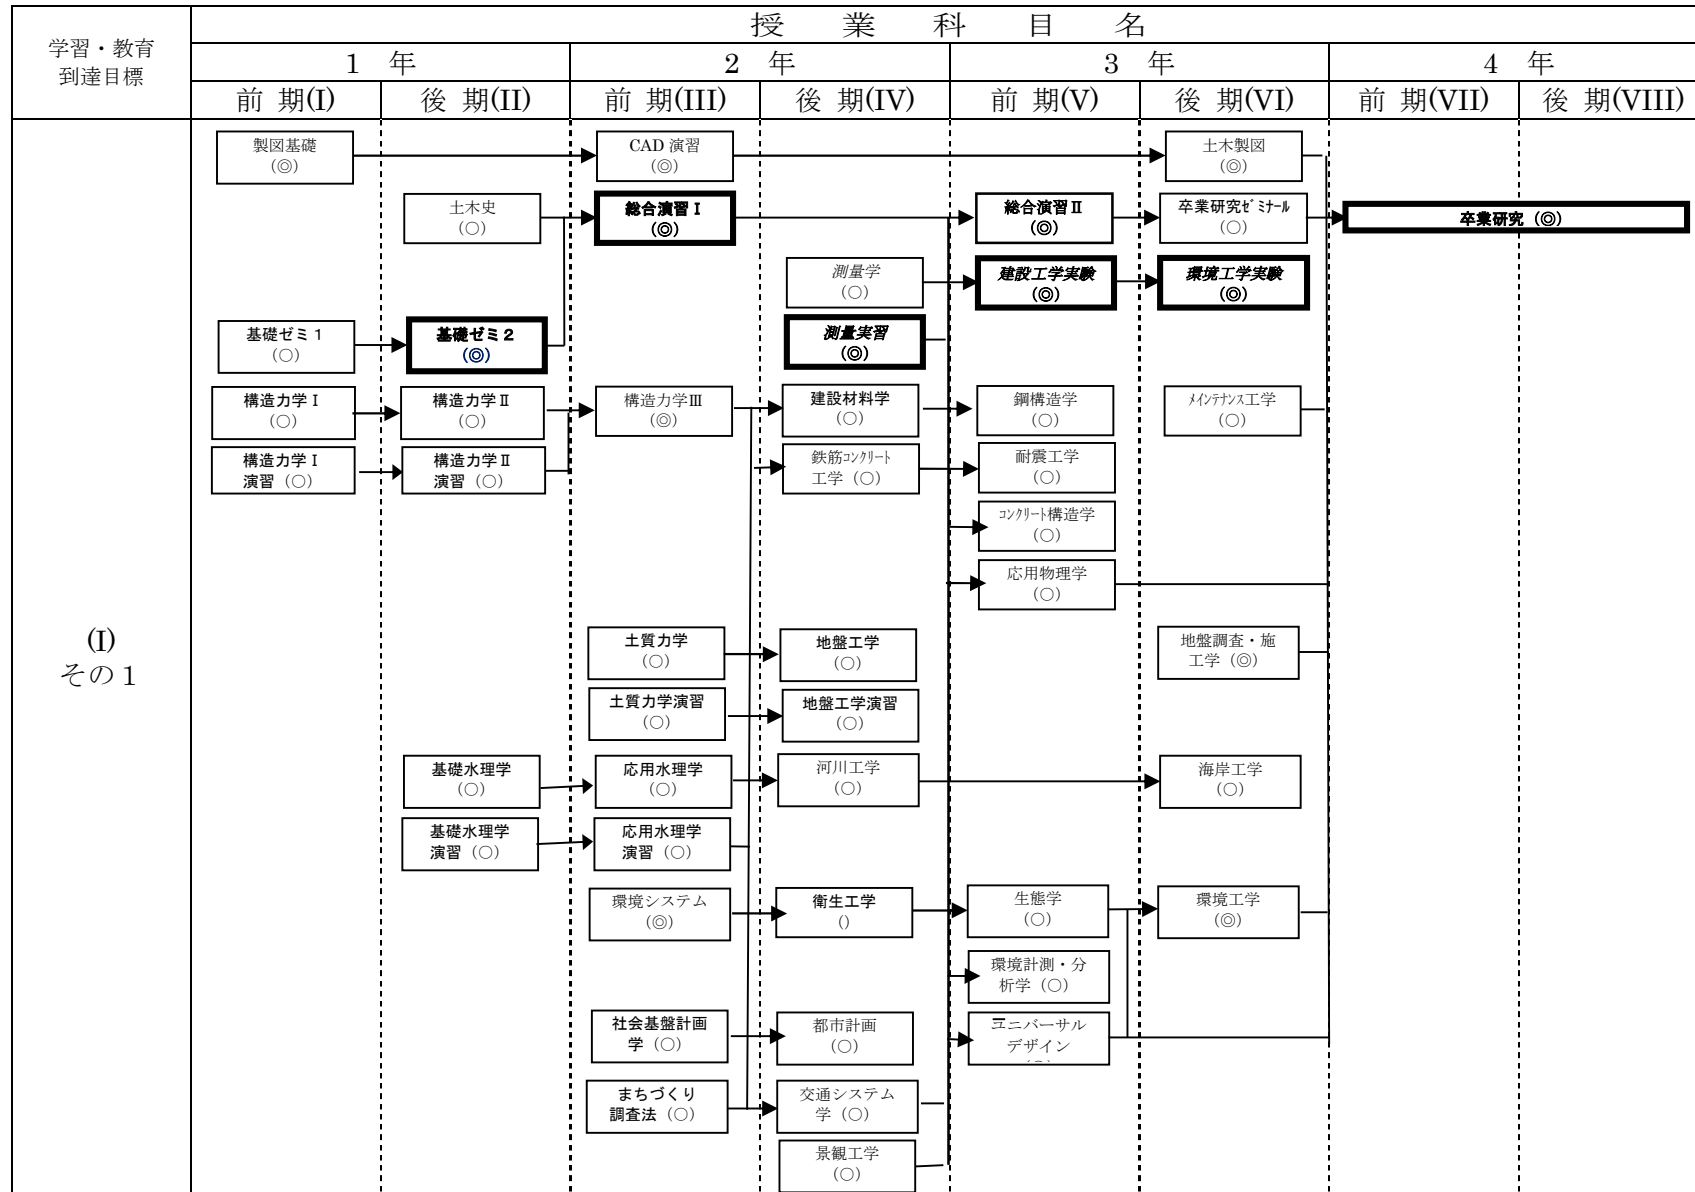 学習・教育
到達目標
授 業 科 目 名
1 年
2 年
3 年
4 年
前 期(I)
後 期(II)
前 期(III)
後 期(IV)
前 期(V)
後 期(VI)
前 期(VII)
後 期(VIII)
(I)
その１
製図基礎
(◎)
CAD 演習
(◎)
土木製図
(◎)
土木史
(○)
総合演習Ⅰ
(◎)
総合演習Ⅱ
(◎)
卒業研究ｾﾞﾐﾅｰﾙ
(○)
卒業研究 (◎)
測量学
(○)
建設工学実験
(◎)
環境工学実験
(◎)
基礎ゼミ１
(○)
基礎ゼミ２
(◎)
測量実習
(◎)
構造力学Ⅰ
(○)
構造力学Ⅱ
(○)
構造力学Ⅲ
(◎)
建設材料学
(○)
鋼構造学
(○)
ﾒｲﾝﾃﾅﾝｽ工学
(○)
構造力学Ⅰ
演習 (○)
構造力学Ⅱ
演習 (○)
鉄筋ｺﾝｸﾘｰﾄ
工学 (○)
耐震工学
(○)
ｺﾝｸﾘｰﾄ構造学
(○)
応用物理学
(○)
土質力学
(○)
地盤工学
(○)
地盤調査・施
工学 (◎)
土質力学演習
(○)
地盤工学演習
(○)
基礎水理学
(○)
応用水理学
(○)
河川工学
(○)
海岸工学
(○)
基礎水理学
演習 (○)
応用水理学
演習 (○)
環境システム
(◎)
衛生工学
()
生態学
(○)
環境工学
(◎)
環境計測・分
析学 (○)
社会基盤計画
学 (○)
都市計画
(○)
ユニバーサル
デザイン
まちづくり
調査法 (○)
交通システム
学 (○)
景観工学
(○)